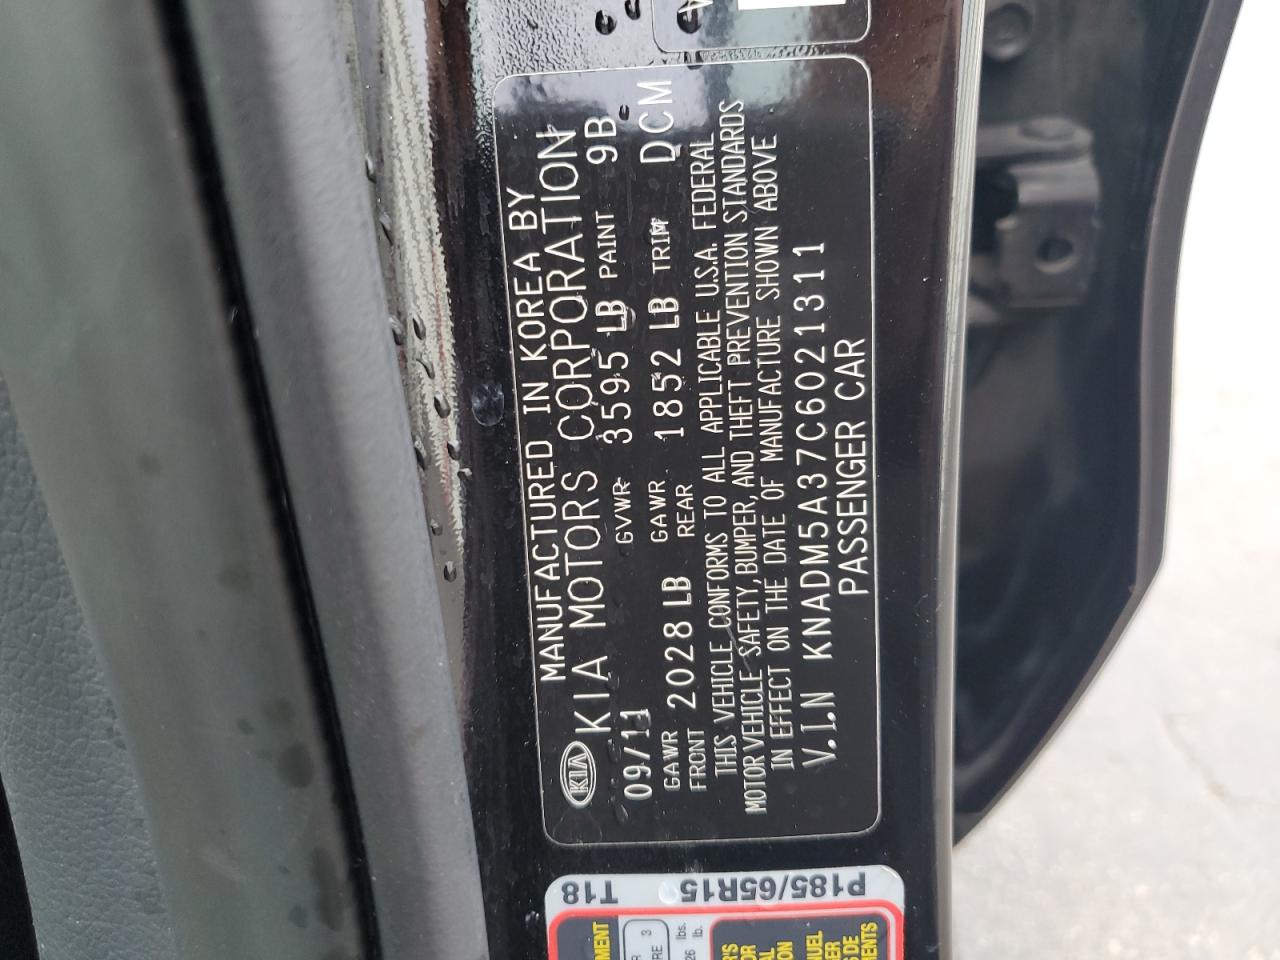 MANUFACTURED IN KOREA BY
KIA KIA MOTORS CORPORATION
09/11 GVWR 3595 LB PAINT 9B
GAWR FRONT 2028 LB GAWR REAR 1852 LB TRIM DCM
THIS VEHICLE CONFORMS TO ALL APPLICABLE U.S.A. FEDERAL
MOTOR VEHICLE SAFETY, BUMPER, AND THEFT PREVENTION STANDARDS
IN EFFECT ON THE DATE OF MANUFACTURE SHOWN ABOVE
V.I.N KNADM5A37C6021311
PASSENGER CAR
T18
P185/65R15